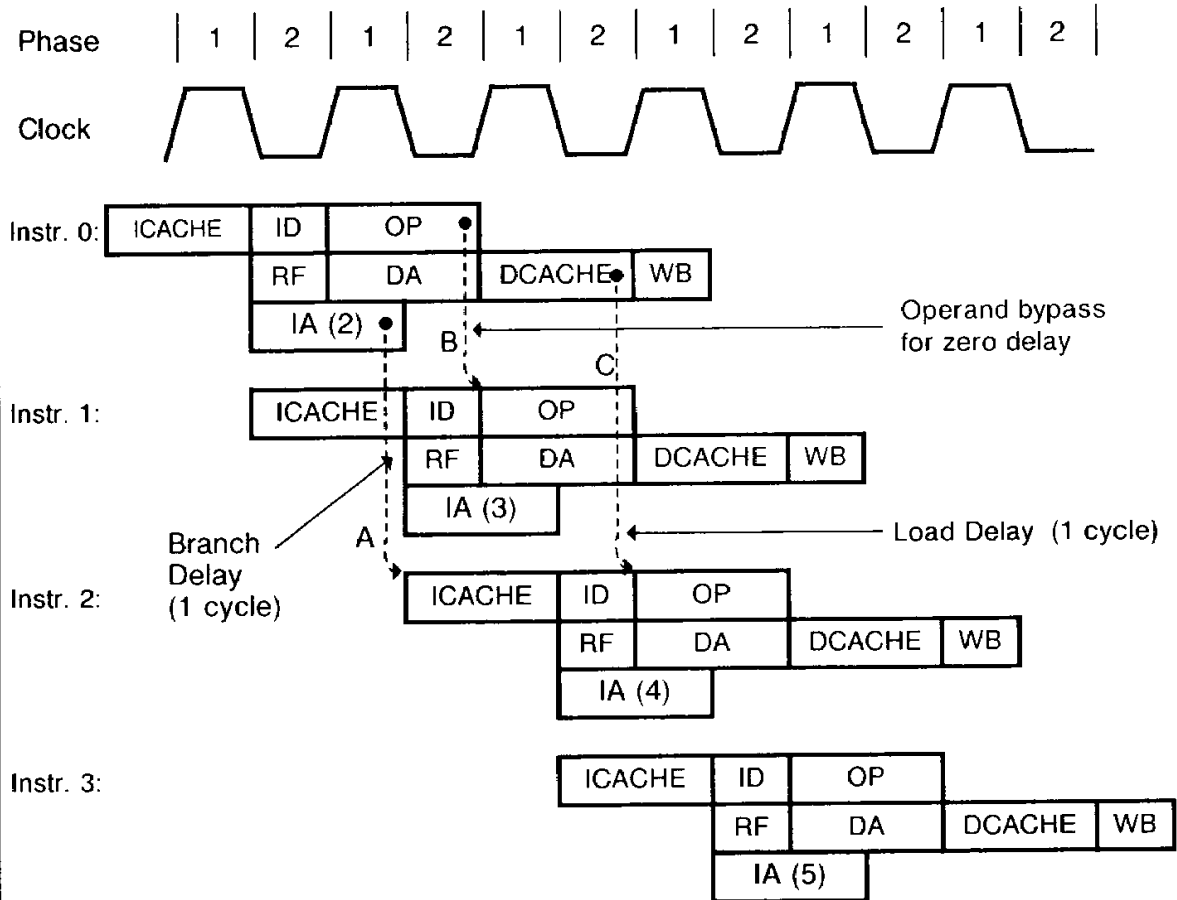 Phase 1 2 1 2 1 2 1 2 1 2 1 2
Clock
Instr. 0: ICACHE ID OP
RF DA DCACHE WB
IA (2)
Operand bypass
for zero delay
B
C
Instr. 1: ICACHE ID OP
RF DA DCACHE WB
IA (3)
Branch
Delay
(1 cycle)
A
Load Delay (1 cycle)
Instr. 2: ICACHE ID OP
RF DA DCACHE WB
IA (4)
Instr. 3: ICACHE ID OP
RF DA DCACHE WB
IA (5)